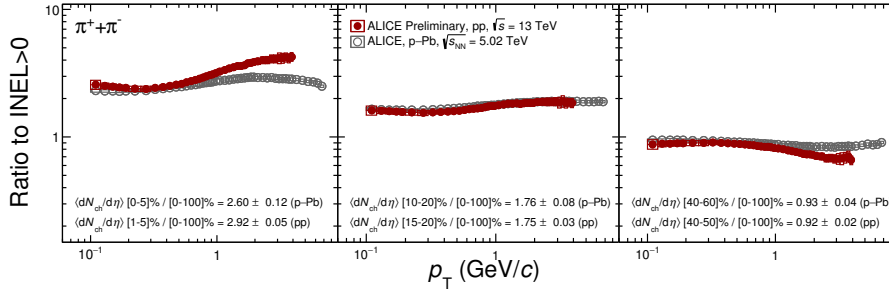 10
1
Ratio to INEL>0
π⁺+π⁻
⟨dN_ch/dη⟩ [0-5]% / [0-100]% = 2.60 ± 0.12 (p–Pb)
⟨dN_ch/dη⟩ [1-5]% / [0-100]% = 2.92 ± 0.05 (pp)
ALICE Preliminary, pp, √s = 13 TeV
ALICE, p–Pb, √s_NN = 5.02 TeV
⟨dN_ch/dη⟩ [10-20]% / [0-100]% = 1.76 ± 0.08 (p–Pb)
⟨dN_ch/dη⟩ [15-20]% / [0-100]% = 1.75 ± 0.03 (pp)
⟨dN_ch/dη⟩ [40-60]% / [0-100]% = 0.93 ± 0.04 (p–Pb)
⟨dN_ch/dη⟩ [40-50]% / [0-100]% = 0.92 ± 0.02 (pp)
10⁻¹ 1 10⁻¹ 1 10⁻¹ 1 10
p_T (GeV/c)